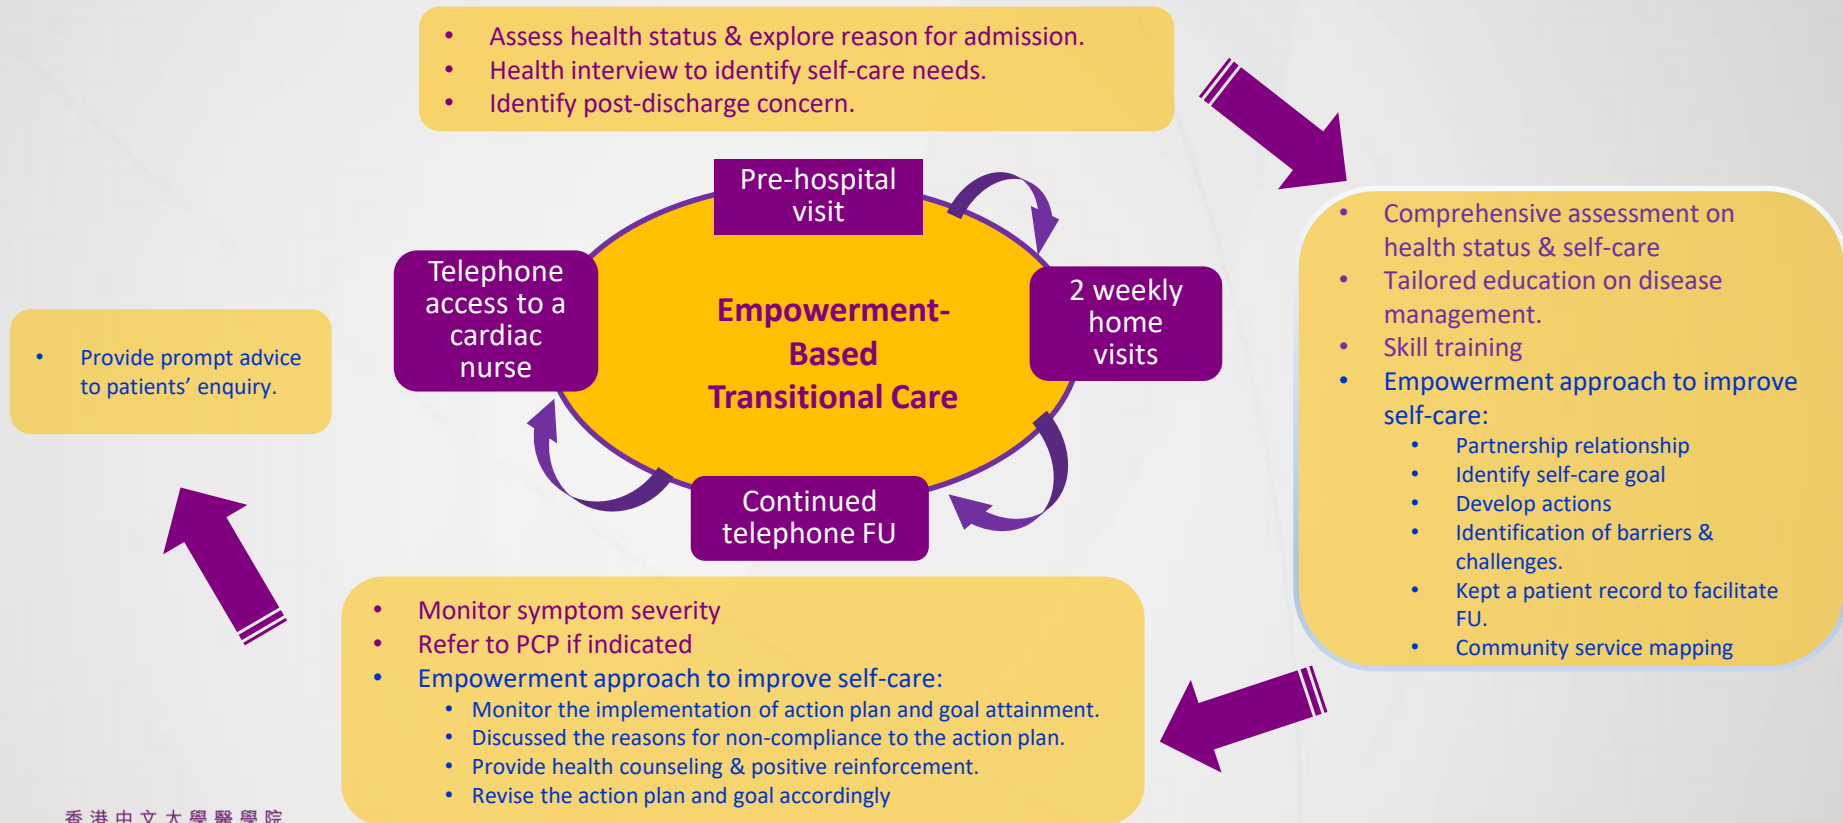 • Assess health status & explore reason for admission.
• Health interview to identify self-care needs.
• Identify post-discharge concern.
Pre-hospital
visit
2 weekly
home
visits
Continued
telephone FU
Telephone
access to a
cardiac
nurse
Empowerment-
Based
Transitional Care
• Comprehensive assessment on
health status & self-care
• Tailored education on disease
management.
• Skill training
• Empowerment approach to improve
self-care:
• Partnership relationship
• Identify self-care goal
• Develop actions
• Identification of barriers &
challenges.
• Kept a patient record to facilitate
FU.
• Community service mapping
• Monitor symptom severity
• Refer to PCP if indicated
• Empowerment approach to improve self-care:
• Monitor the implementation of action plan and goal attainment.
• Discussed the reasons for non-compliance to the action plan.
• Provide health counseling & positive reinforcement.
• Revise the action plan and goal accordingly
• Provide prompt advice
to patients’ enquiry.
香港中文大學醫學院